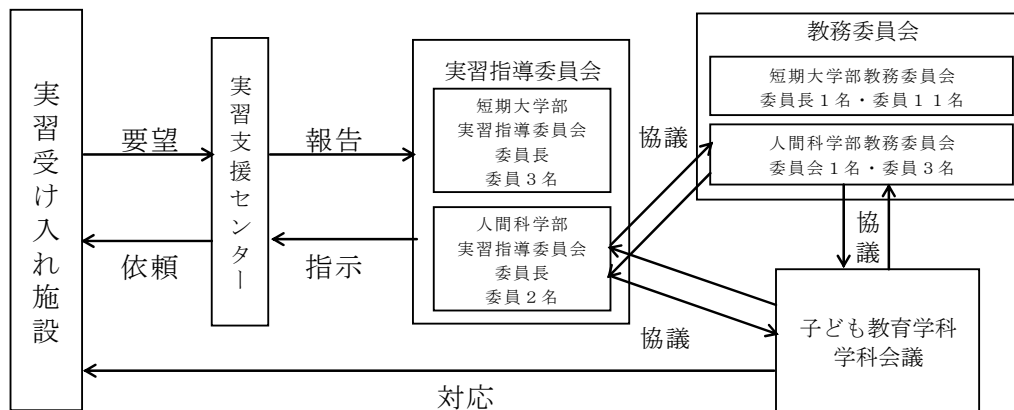 実習受け入れ施設
要望
依頼
実習支援センター
報告
指示
実習指導委員会
短期大学部
実習指導委員会
委員長
委員３名
人間科学部
実習指導委員会
委員長
委員２名
協議
協議
教務委員会
短期大学部教務委員会
委員長１名・委員１１名
人間科学部教務委員会
委員会１名・委員３名
協議
子ども教育学科
学科会議
対応